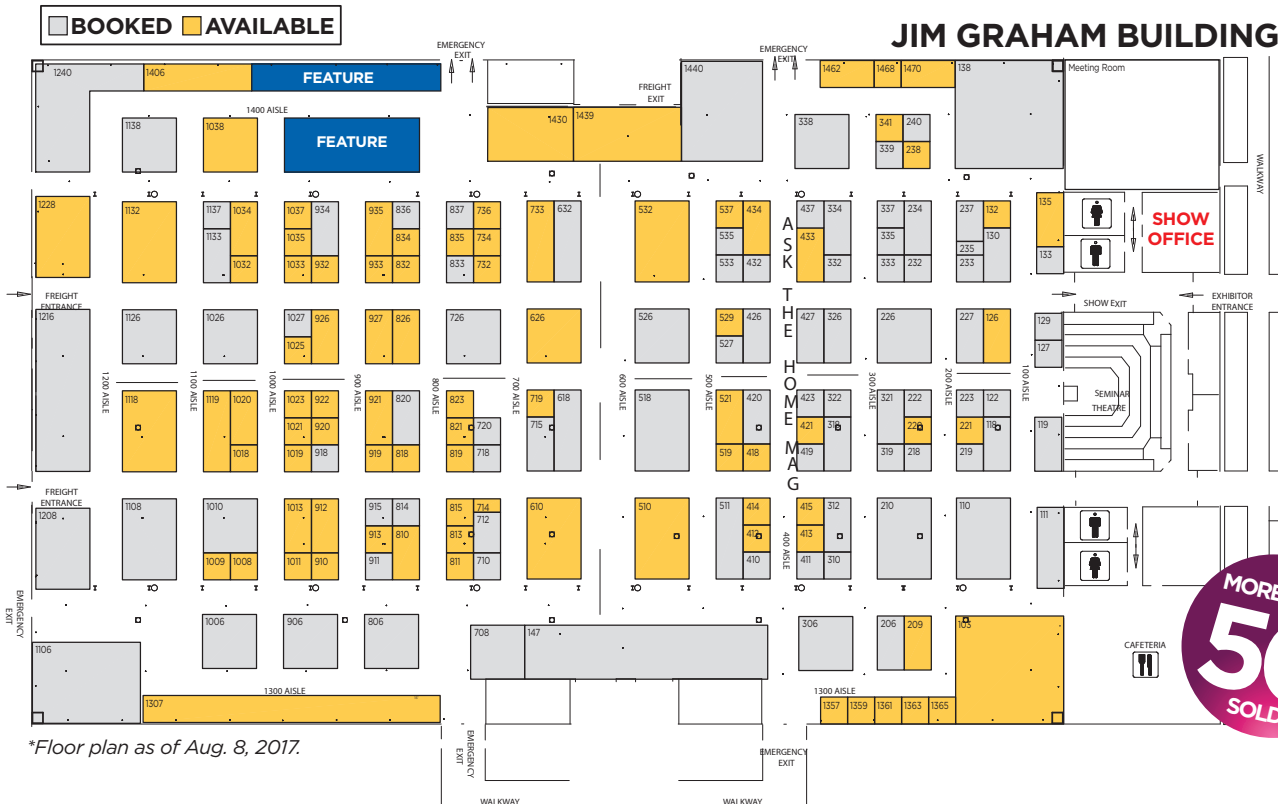 BOOKED AVAILABLE
JIM GRAHAM BUILDING
EMERGENCY
EXIT
EMERGENCY
EXIT
1240 1406 FEATURE 1440 1462 1468 1470 138 Meeting Room
FREIGHT
EXIT
1400 AISLE
1430 1439
1138 1038 FEATURE 338 341 240
339 238
WALKWAY
1228 1132 1137 1034 1037 934 935 836 837 736 733 632 532 537 434 437 334 337 234 237 132 135
1133 1035 834 835 734 535 433 335 235 130
1032 1033 932 933 832 833 732 533 432 332 333 232 233 133
SHOW
OFFICE
FREIGHT
ENTRANCE
SHOW EXIT
EXHIBITOR
ENTRANCE
ASK THE HOME MAG
1216 1126 1026 1027 926 927 826 726 626 526 529 426 427 326 226 227 126 129
1025 527 127
1200 AISLE
1100 AISLE
1000 AISLE
900 AISLE
800 AISLE
700 AISLE
600 AISLE
500 AISLE
300 AISLE
200 AISLE
100 AISLE
SEMINAR
THEATRE
1118 1119 1020 1023 922 921 820 823 719 618 518 521 420 423 322 321 222 223 122
1021 920 821 720 715 421 318 220 221 118 119
1018 1019 918 919 818 819 718 519 418 419 319 218 219
FREIGHT
ENTRANCE
1208 1108 1010 1013 912 915 814 815 714 610 510 511 414 415 312 210 110 111
712
913 810 813 412 413
1009 1008 1011 910 911 811 710 410 411 310
400 AISLE
EMERGENCY
EXIT
1106 1006 906 806 708 147 306 206 209 103
MORE
SOLD
CAFETERIA
1300 AISLE
1300 AISLE
1307 1357 1359 1361 1363 1365
*Floor plan as of Aug. 8, 2017.
EMERGENCY
EXIT
EMERGENCY
EXIT
WALKWAY
WALKWAY